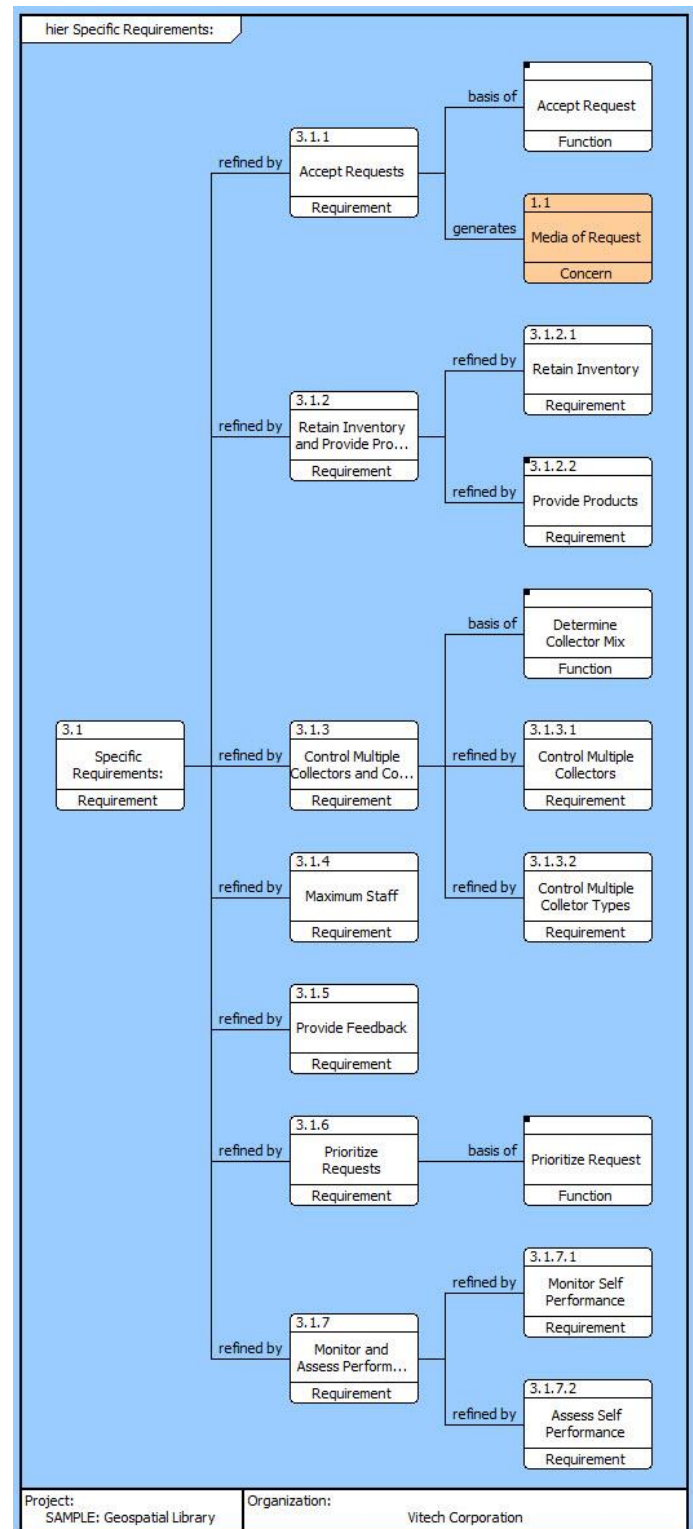 hier Specific Requirements:
basis of
Accept Request
Function
3.1.1
refined by
Accept Requests
Requirement
generates
1.1
Media of Request
Concern
3.1.2.1
refined by
Retain Inventory
Requirement
3.1.2
refined by
Retain Inventory
and Provide Pro...
Requirement
3.1.2.2
refined by
Provide Products
Requirement
basis of
Determine
Collector Mix
Function
3.1
Specific
Requirements:
Requirement
3.1.3
refined by
Control Multiple
Collectors and Co...
Requirement
3.1.3.1
refined by
Control Multiple
Collectors
Requirement
3.1.4
refined by
Maximum Staff
Requirement
3.1.3.2
refined by
Control Multiple
Colletor Types
Requirement
3.1.5
refined by
Provide Feedback
Requirement
3.1.6
refined by
Prioritize
Requests
Requirement
basis of
Prioritize Request
Function
3.1.7.1
refined by
Monitor Self
Performance
Requirement
3.1.7
refined by
Monitor and
Assess Perform...
Requirement
3.1.7.2
refined by
Assess Self
Performance
Requirement
Project:
SAMPLE: Geospatial Library
Organization:
Vitech Corporation